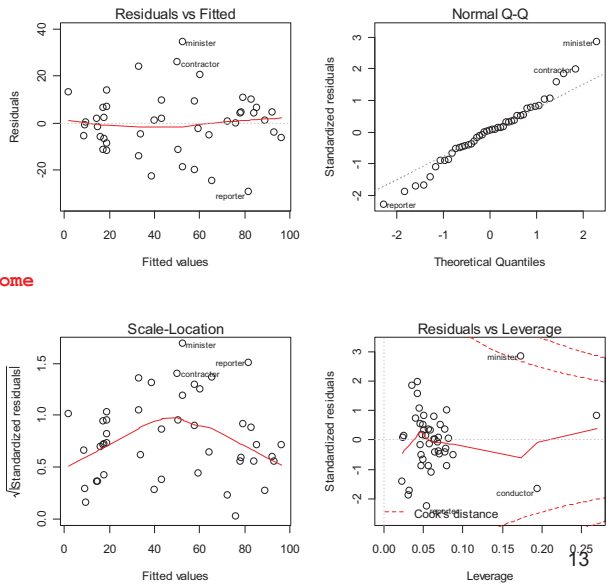 Residuals vs Fitted
Residuals
-20 0 20 40
minister
contractor
reporter
0 20 40 60 80 100
Fitted values
Normal Q-Q
Standardized residuals
-2 -1 0 1 2 3
minister
contractor
reporter
-2 -1 0 1 2
Theoretical Quantiles
ome
Scale-Location
√|Standardized residuals|
0.0 0.5 1.0 1.5
minister
reporter
contractor
0 20 40 60 80 100
Fitted values
Residuals vs Leverage
Standardized residuals
-2 -1 0 1 2 3
minister
conductor
reporter
Cook's distance
0.00 0.05 0.10 0.15 0.20 0.25
Leverage
13